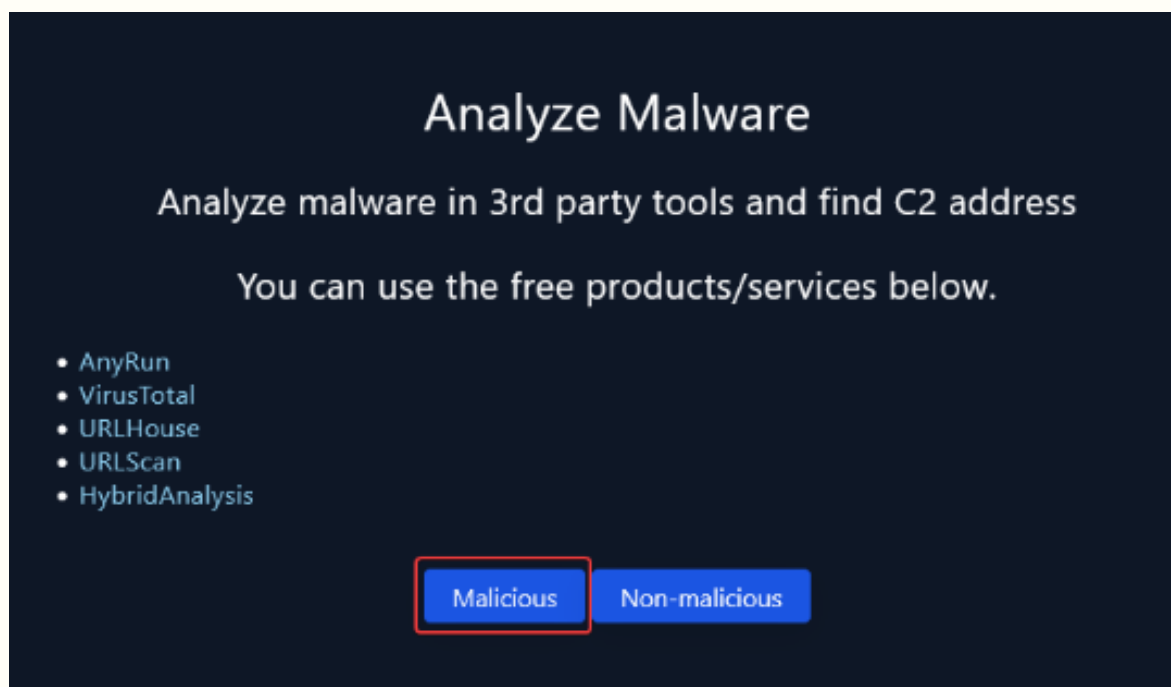 Analyze Malware
Analyze malware in 3rd party tools and find C2 address
You can use the free products/services below.
AnyRun
VirusTotal
URLHouse
URLScan
HybridAnalysis
Malicious Non-malicious